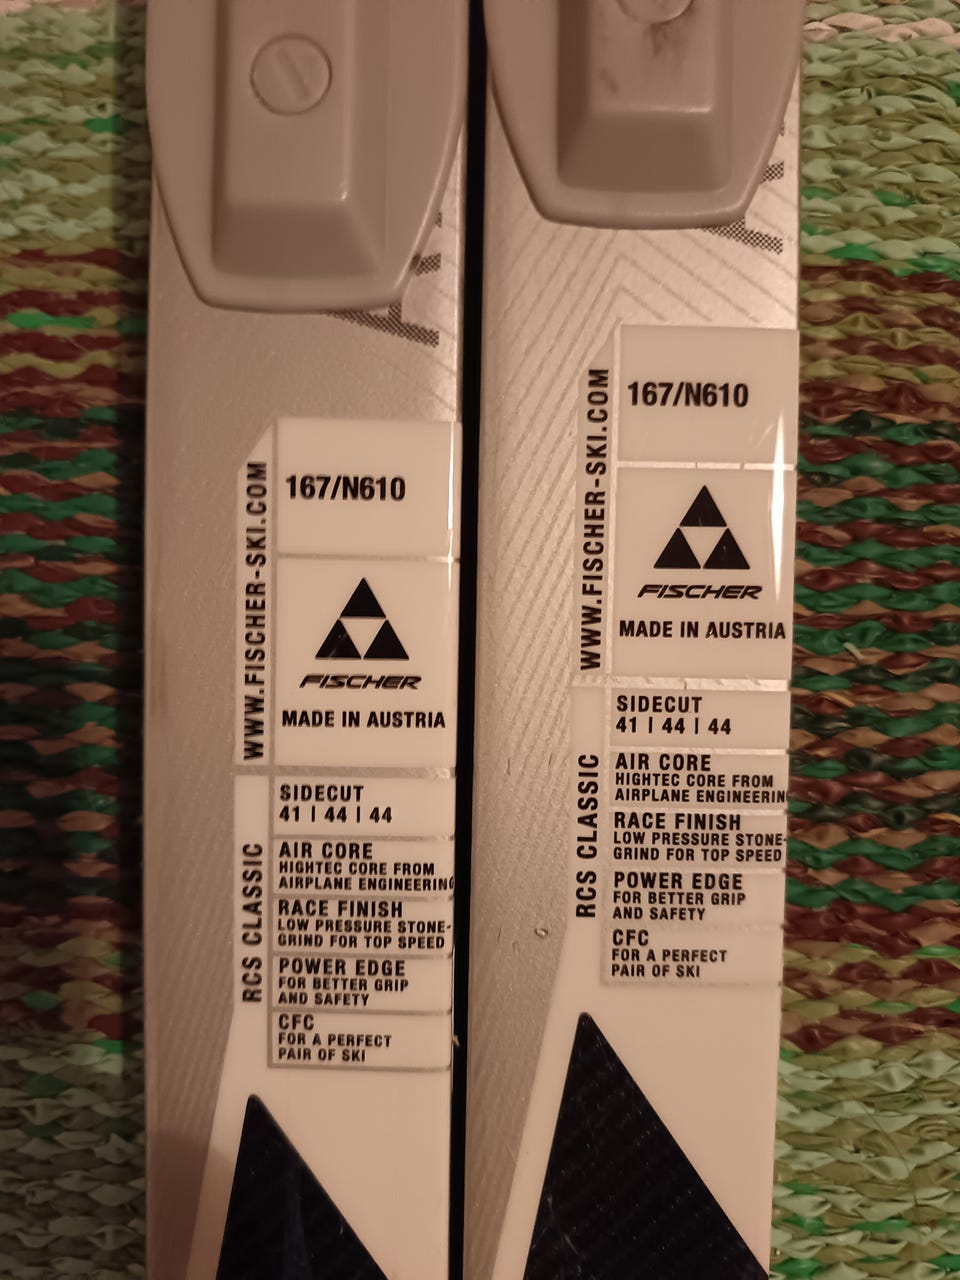 WWW.FISCHER-SKI.COM
167/N610
FISCHER
MADE IN AUSTRIA
RCS CLASSIC
SIDECUT
41 | 44 | 44
AIR CORE
HIGHTEC CORE FROM
AIRPLANE ENGINEERING
RACE FINISH
LOW PRESSURE STONE-
GRIND FOR TOP SPEED
POWER EDGE
FOR BETTER GRIP
AND SAFETY
CFC
FOR A PERFECT
PAIR OF SKI
WWW.FISCHER-SKI.COM
167/N610
FISCHER
MADE IN AUSTRIA
RCS CLASSIC
SIDECUT
41 | 44 | 44
AIR CORE
HIGHTEC CORE FROM
AIRPLANE ENGINEERIN
RACE FINISH
LOW PRESSURE STONE-
GRIND FOR TOP SPEED
POWER EDGE
FOR BETTER GRIP
AND SAFETY
CFC
FOR A PERFECT
PAIR OF SKI